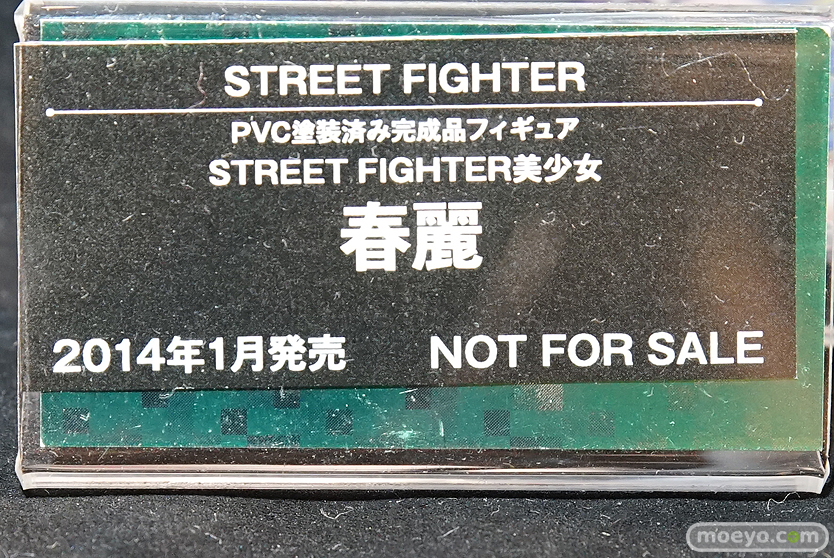 STREET FIGHTER
PVC塗装済み完成品フィギュア
STREET FIGHTER美少女
春麗
2014年1月発売 NOT FOR SALE
moeyo.com